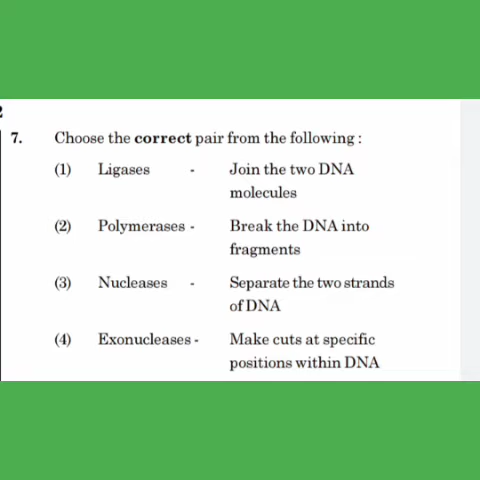 2
7. Choose the correct pair from the following :
(1) Ligases - Join the two DNA
molecules
(2) Polymerases - Break the DNA into
fragments
(3) Nucleases - Separate the two strands
of DNA
(4) Exonucleases - Make cuts at specific
positions within DNA